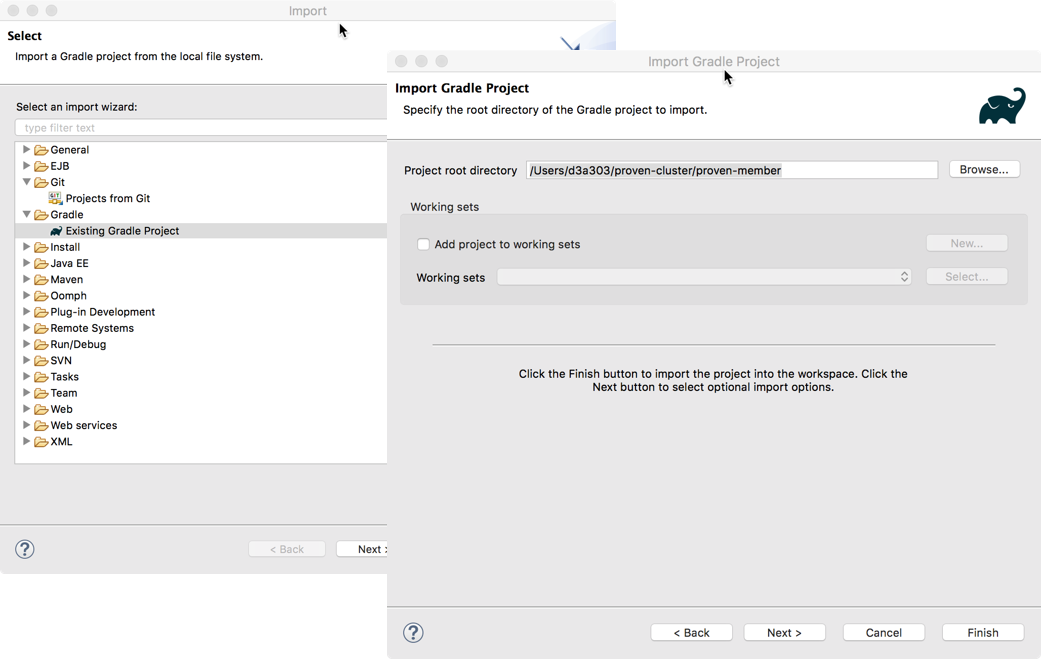 Import
Select
Import a Gradle project from the local file system.
Select an import wizard:
type filter text
General
EJB
Git
GIT
Projects from Git
Gradle
Existing Gradle Project
Install
Java EE
Maven
Oomph
Plug-in Development
Remote Systems
Run/Debug
SVN
Tasks
Team
Web
Web services
XML
?
< Back
Next >
Import Gradle Project
Import Gradle Project
Specify the root directory of the Gradle project to import.
Project root directory
/Users/d3a303/proven-cluster/proven-member
Browse...
Working sets
Add project to working sets
New...
Working sets
Select...
Click the Finish button to import the project into the workspace. Click the
Next button to select optional import options.
?
< Back
Next >
Cancel
Finish